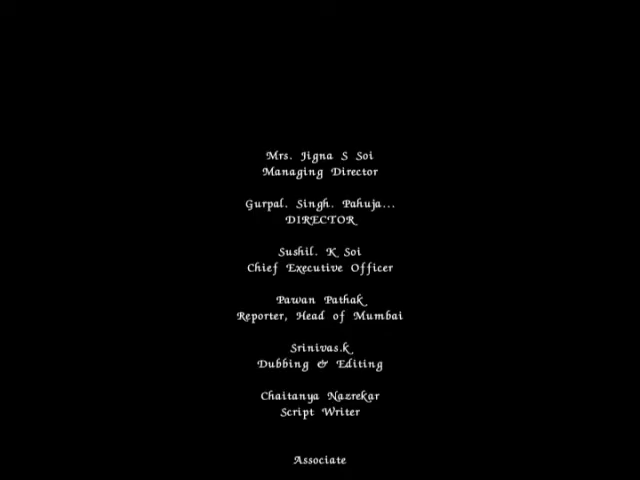 Mrs. Jigna S Soi
Managing Director
Gurpal. Singh. Pahuja...
DIRECTOR
Sushil. K Soi
Chief Executive Officer
Pawan Pathak
Reporter, Head of Mumbai
Srinivas.k
Dubbing & Editing
Chaitanya Nazrekar
Script Writer
Associate